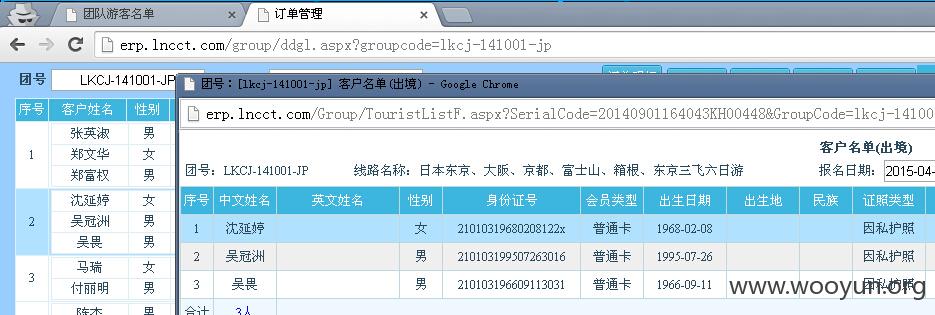 团队游客名单 订单管理
erp.lncct.com/group/ddgl.aspx?groupcode=lkcj-141001-jp
团号 LKCJ-141001-JP
团号：[lkcj-141001-jp] 客户名单(出境) - Google Chrome
erp.lncct.com/Group/TouristListF.aspx?SerialCode=20140901164043KH00448&GroupCode=lkcj-14100
序号 客户姓名 性别
1
张英淑 男
郑文华 女
郑富权 男
2
沈延婷 女
吴冠洲 男
吴畏 男
3
马瑞 女
付丽明 男
陈杰 男
客户名单(出境)
团号：LKCJ-141001-JP 线路名称：日本东京、大阪、京都、富士山、箱根、东京三飞六日游 报名日期：2015-04-
序号 中文姓名 英文姓名 性别 身份证号 会员类型 出生日期 出生地 民族 证照类型
1 沈延婷 女 21010319680208122x 普通卡 1968-02-08 因私护照
2 吴冠洲 男 210103199507263016 普通卡 1995-07-26 因私护照
3 吴畏 男 210103196609113031 普通卡 1966-09-11 因私护照
合计 3人
www.wooyun.org